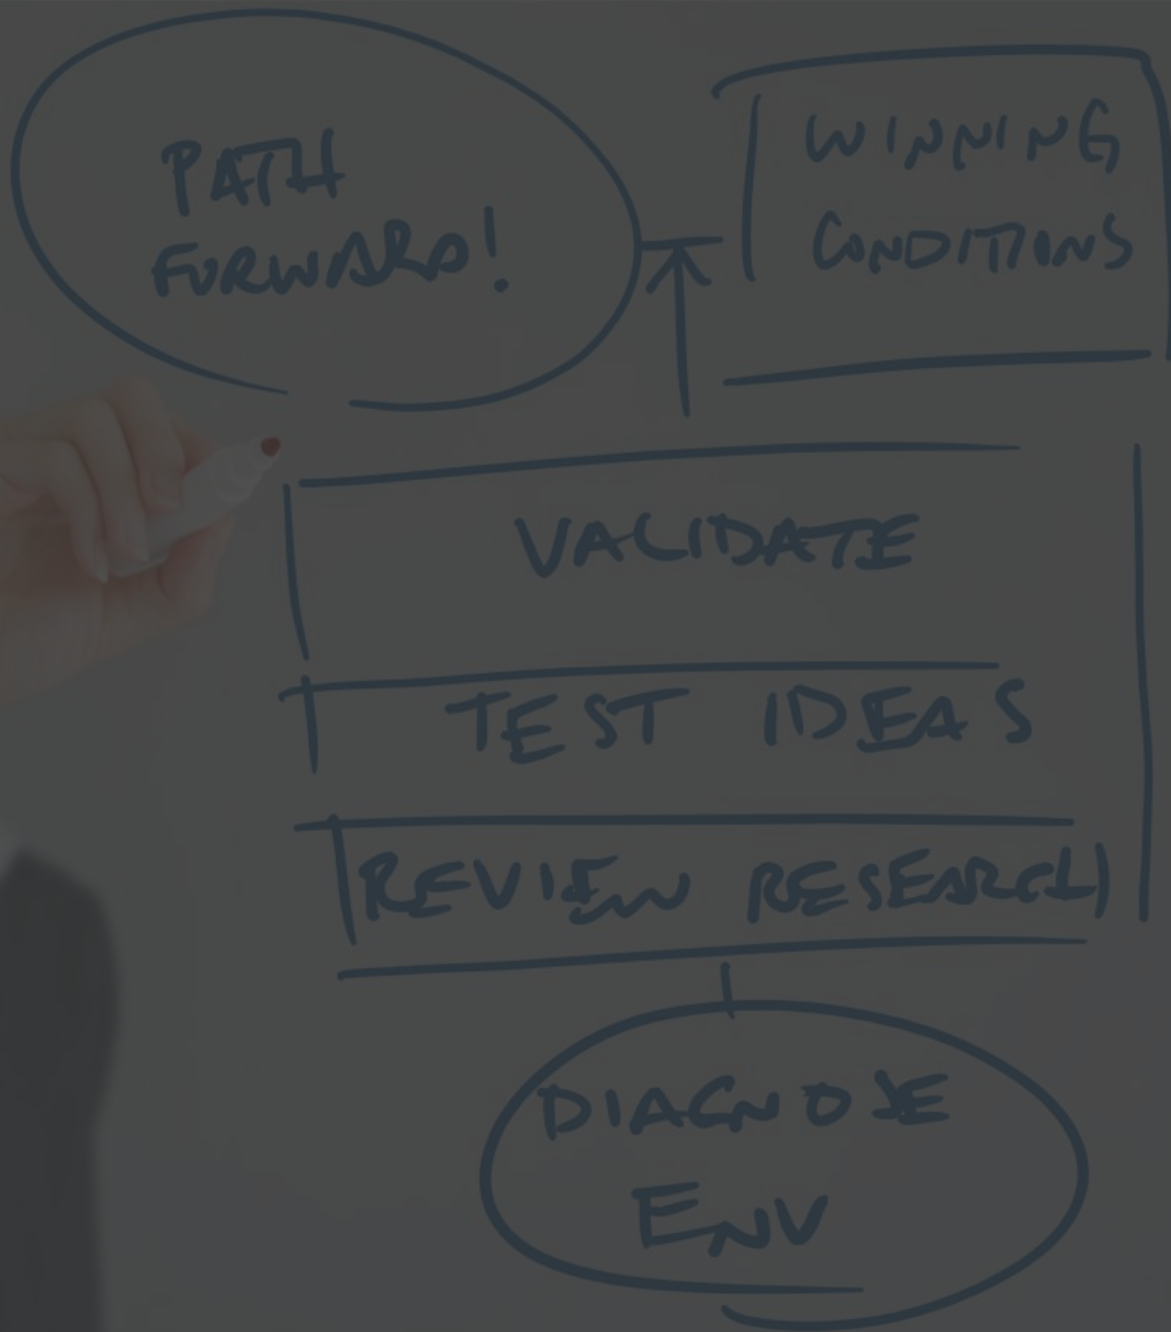 PATH
FORWARD!
WINNING
CONDITIONS
VALIDATE
TEST IDEAS
REVIEW RESEARCH
DIAGNOSE
ENV